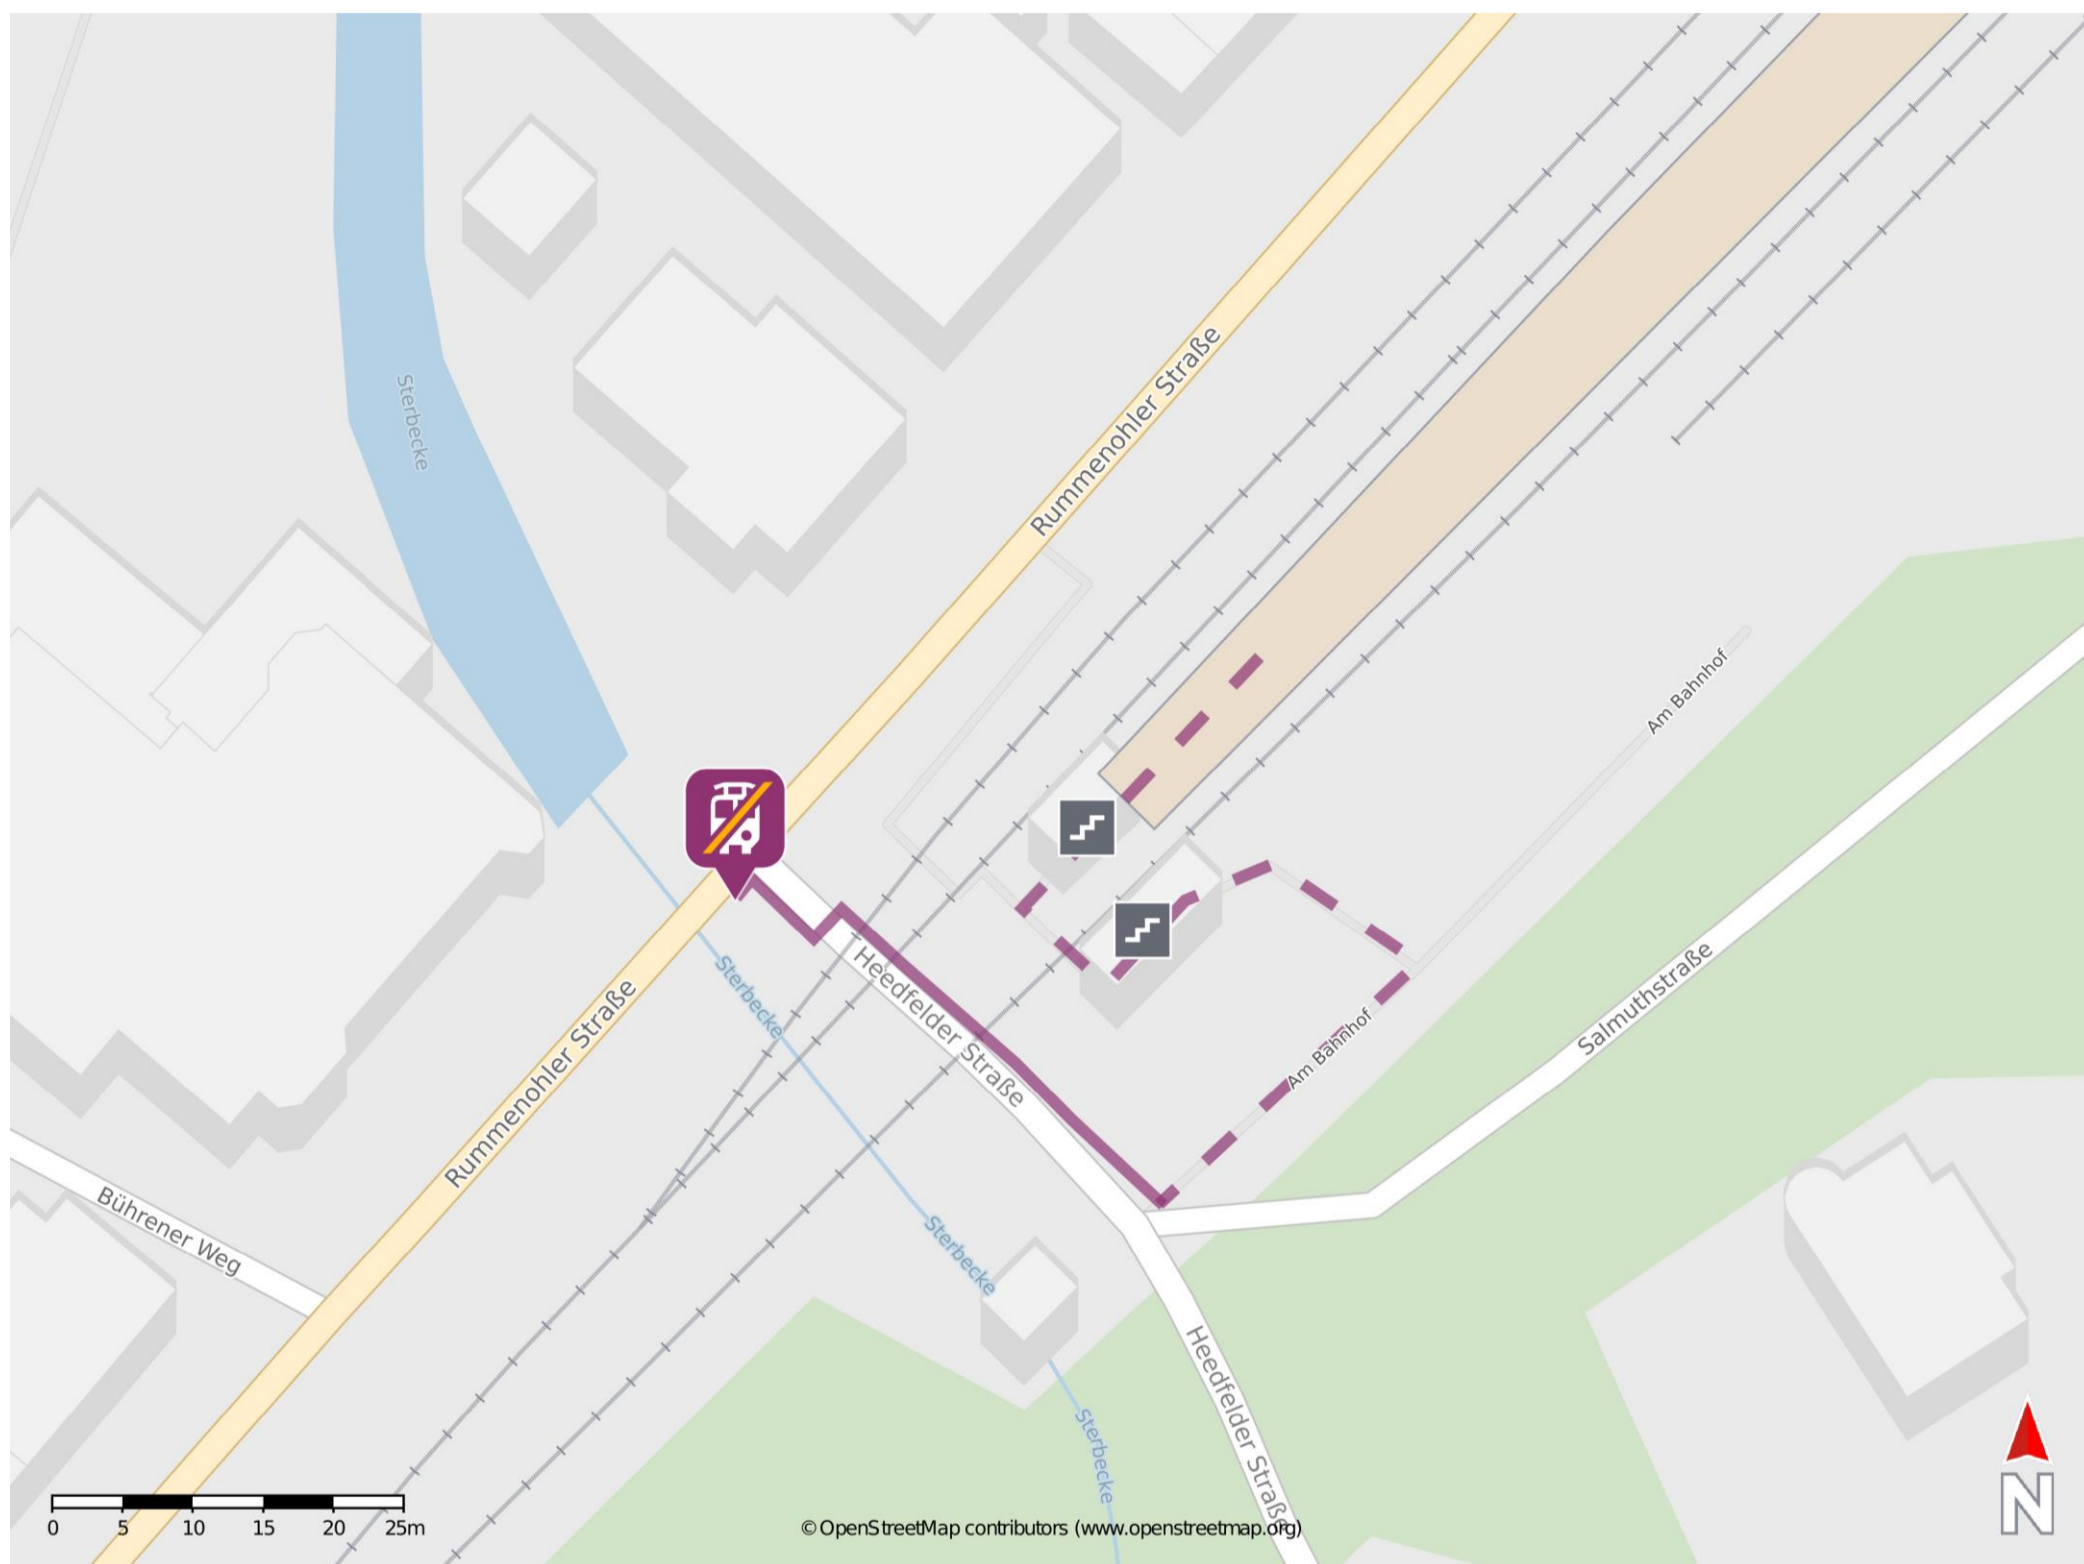 Sterbecke
Rummenohler Straße
Am Bahnhof
Salmuthstraße
Heedfelder Straße
Sterbecke
Rummenohler Straße
Am Bahnhof
Bührener Weg
Sterbecke
Heedfelder Straße
Sterbecke
N
0 5 10 15 20 25m
© OpenStreetMap contributors (www.openstreetmap.org)